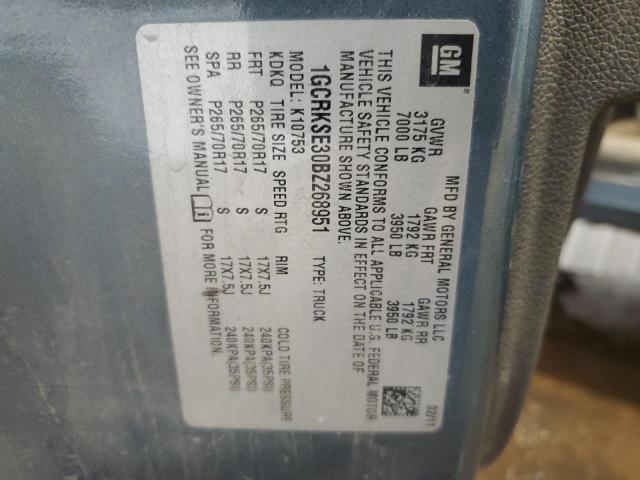 GM
MFD BY GENERAL MOTORS LLC
02/11
GVWR GAWR FRT GAWR RR
3175 KG 1792 KG 1792 KG
7000 LB 3950 LB 3950 LB
THIS VEHICLE CONFORMS TO ALL APPLICABLE U.S. FEDERAL MOTOR
VEHICLE SAFETY STANDARDS IN EFFECT ON THE DATE OF
MANUFACTURE SHOWN ABOVE.
1GCRKSE30BZ268951 TYPE: TRUCK
MODEL: K10753
KDKQ TIRE SIZE SPEED RTG RIM COLD TIRE PRESSURE
FRT P265/70R17 S 17X7.5J 240KPA(35PSI)
RR P265/70R17 S 17X7.5J 240KPA(35PSI)
SPA P265/70R17 S 17X7.5J 240KPA(35PSI)
SEE OWNER'S MANUAL FOR MORE INFORMATION.